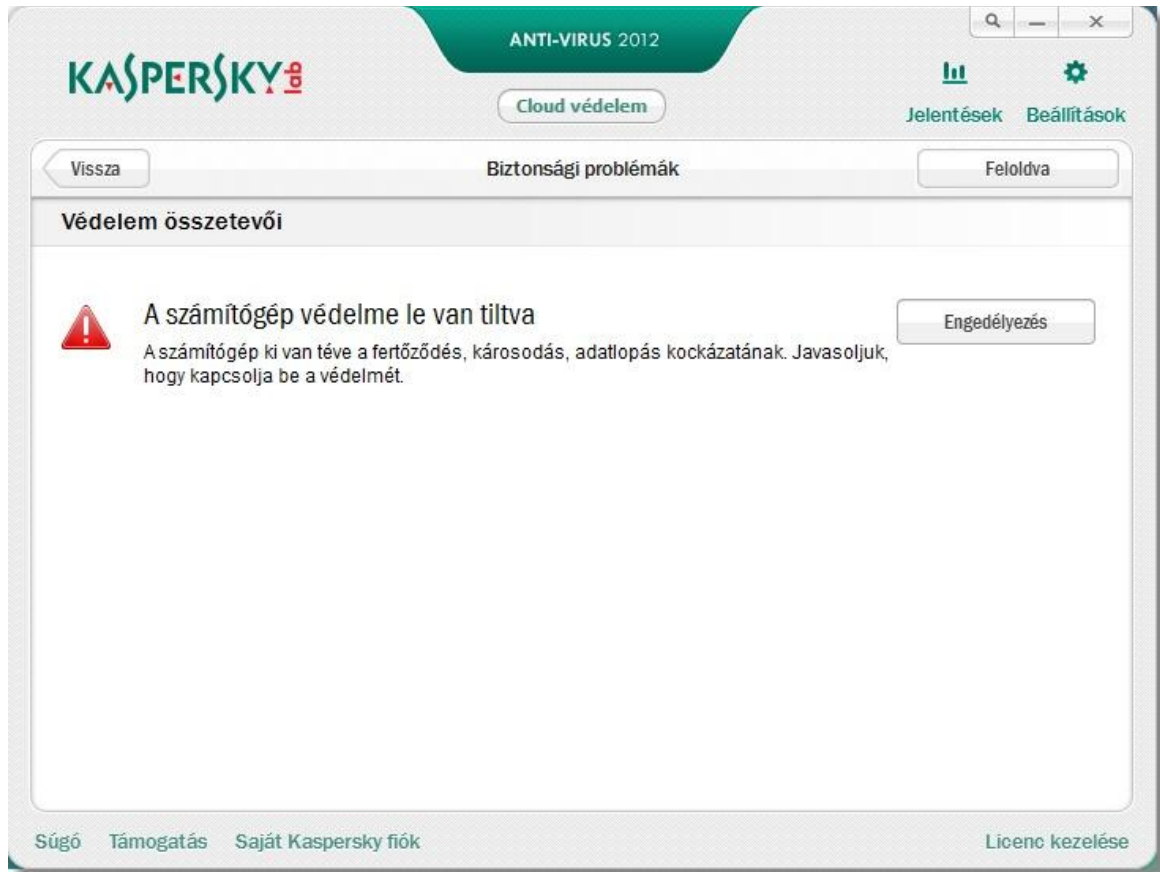 ANTI-VIRUS 2012
KASPERSKY lab
Cloud védelem
Jelentések Beállítások
Vissza Biztonsági problémák Feloldva
Védelem összetevői
A számítógép védelme le van tiltva
Engedélyezés
A számítógép ki van téve a fertőződés, károsodás, adatlopás kockázatának. Javasoljuk,
hogy kapcsolja be a védelmét.
Súgó Támogatás Saját Kaspersky fiók Licenc kezelése